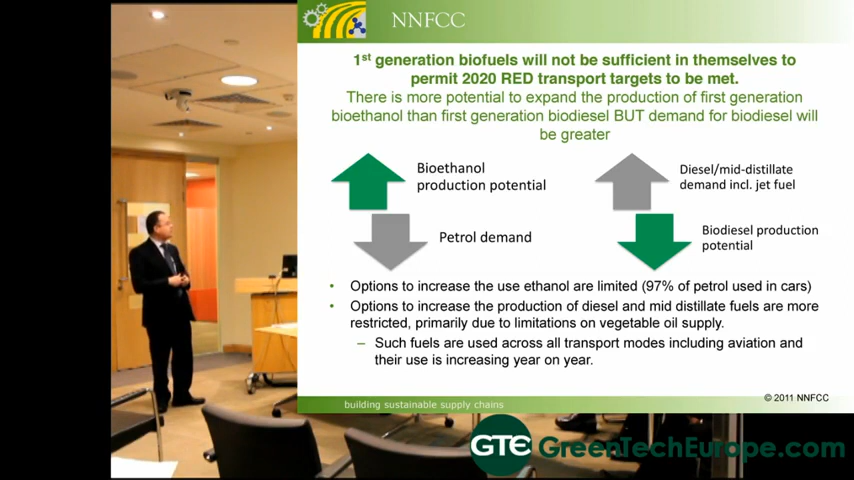 NNFCC
1st generation biofuels will not be sufficient in themselves to
permit 2020 RED transport targets to be met.
There is more potential to expand the production of first generation
bioethanol than first generation biodiesel BUT demand for biodiesel will
be greater
Bioethanol
production potential
Diesel/mid-distillate
demand incl. jet fuel
Petrol demand
Biodiesel production
potential
• Options to increase the use ethanol are limited (97% of petrol used in cars)
• Options to increase the production of diesel and mid distillate fuels are more
restricted, primarily due to limitations on vegetable oil supply.
– Such fuels are used across all transport modes including aviation and
their use is increasing year on year.
© 2011 NNFCC
building sustainable supply chains
GTE GreenTechEurope.com